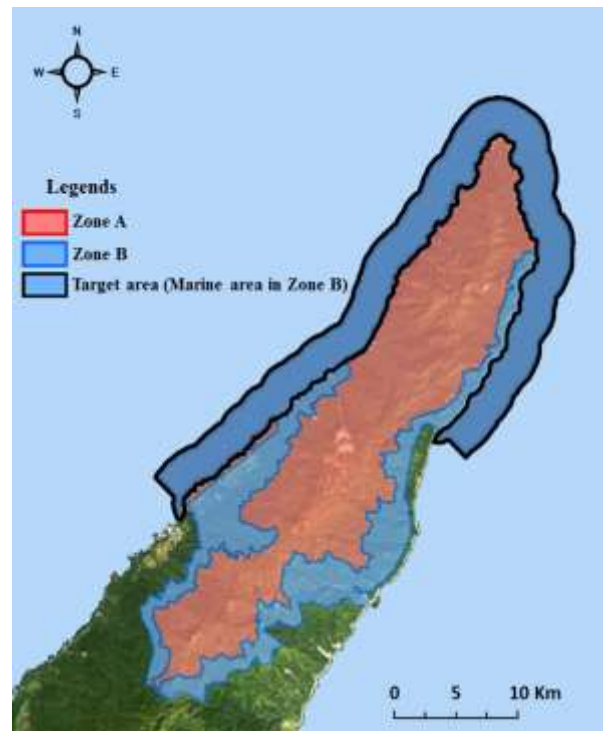 N
W E
S
Legends
Zone A
Zone B
Target area (Marine area in Zone B)
0 5 10 Km